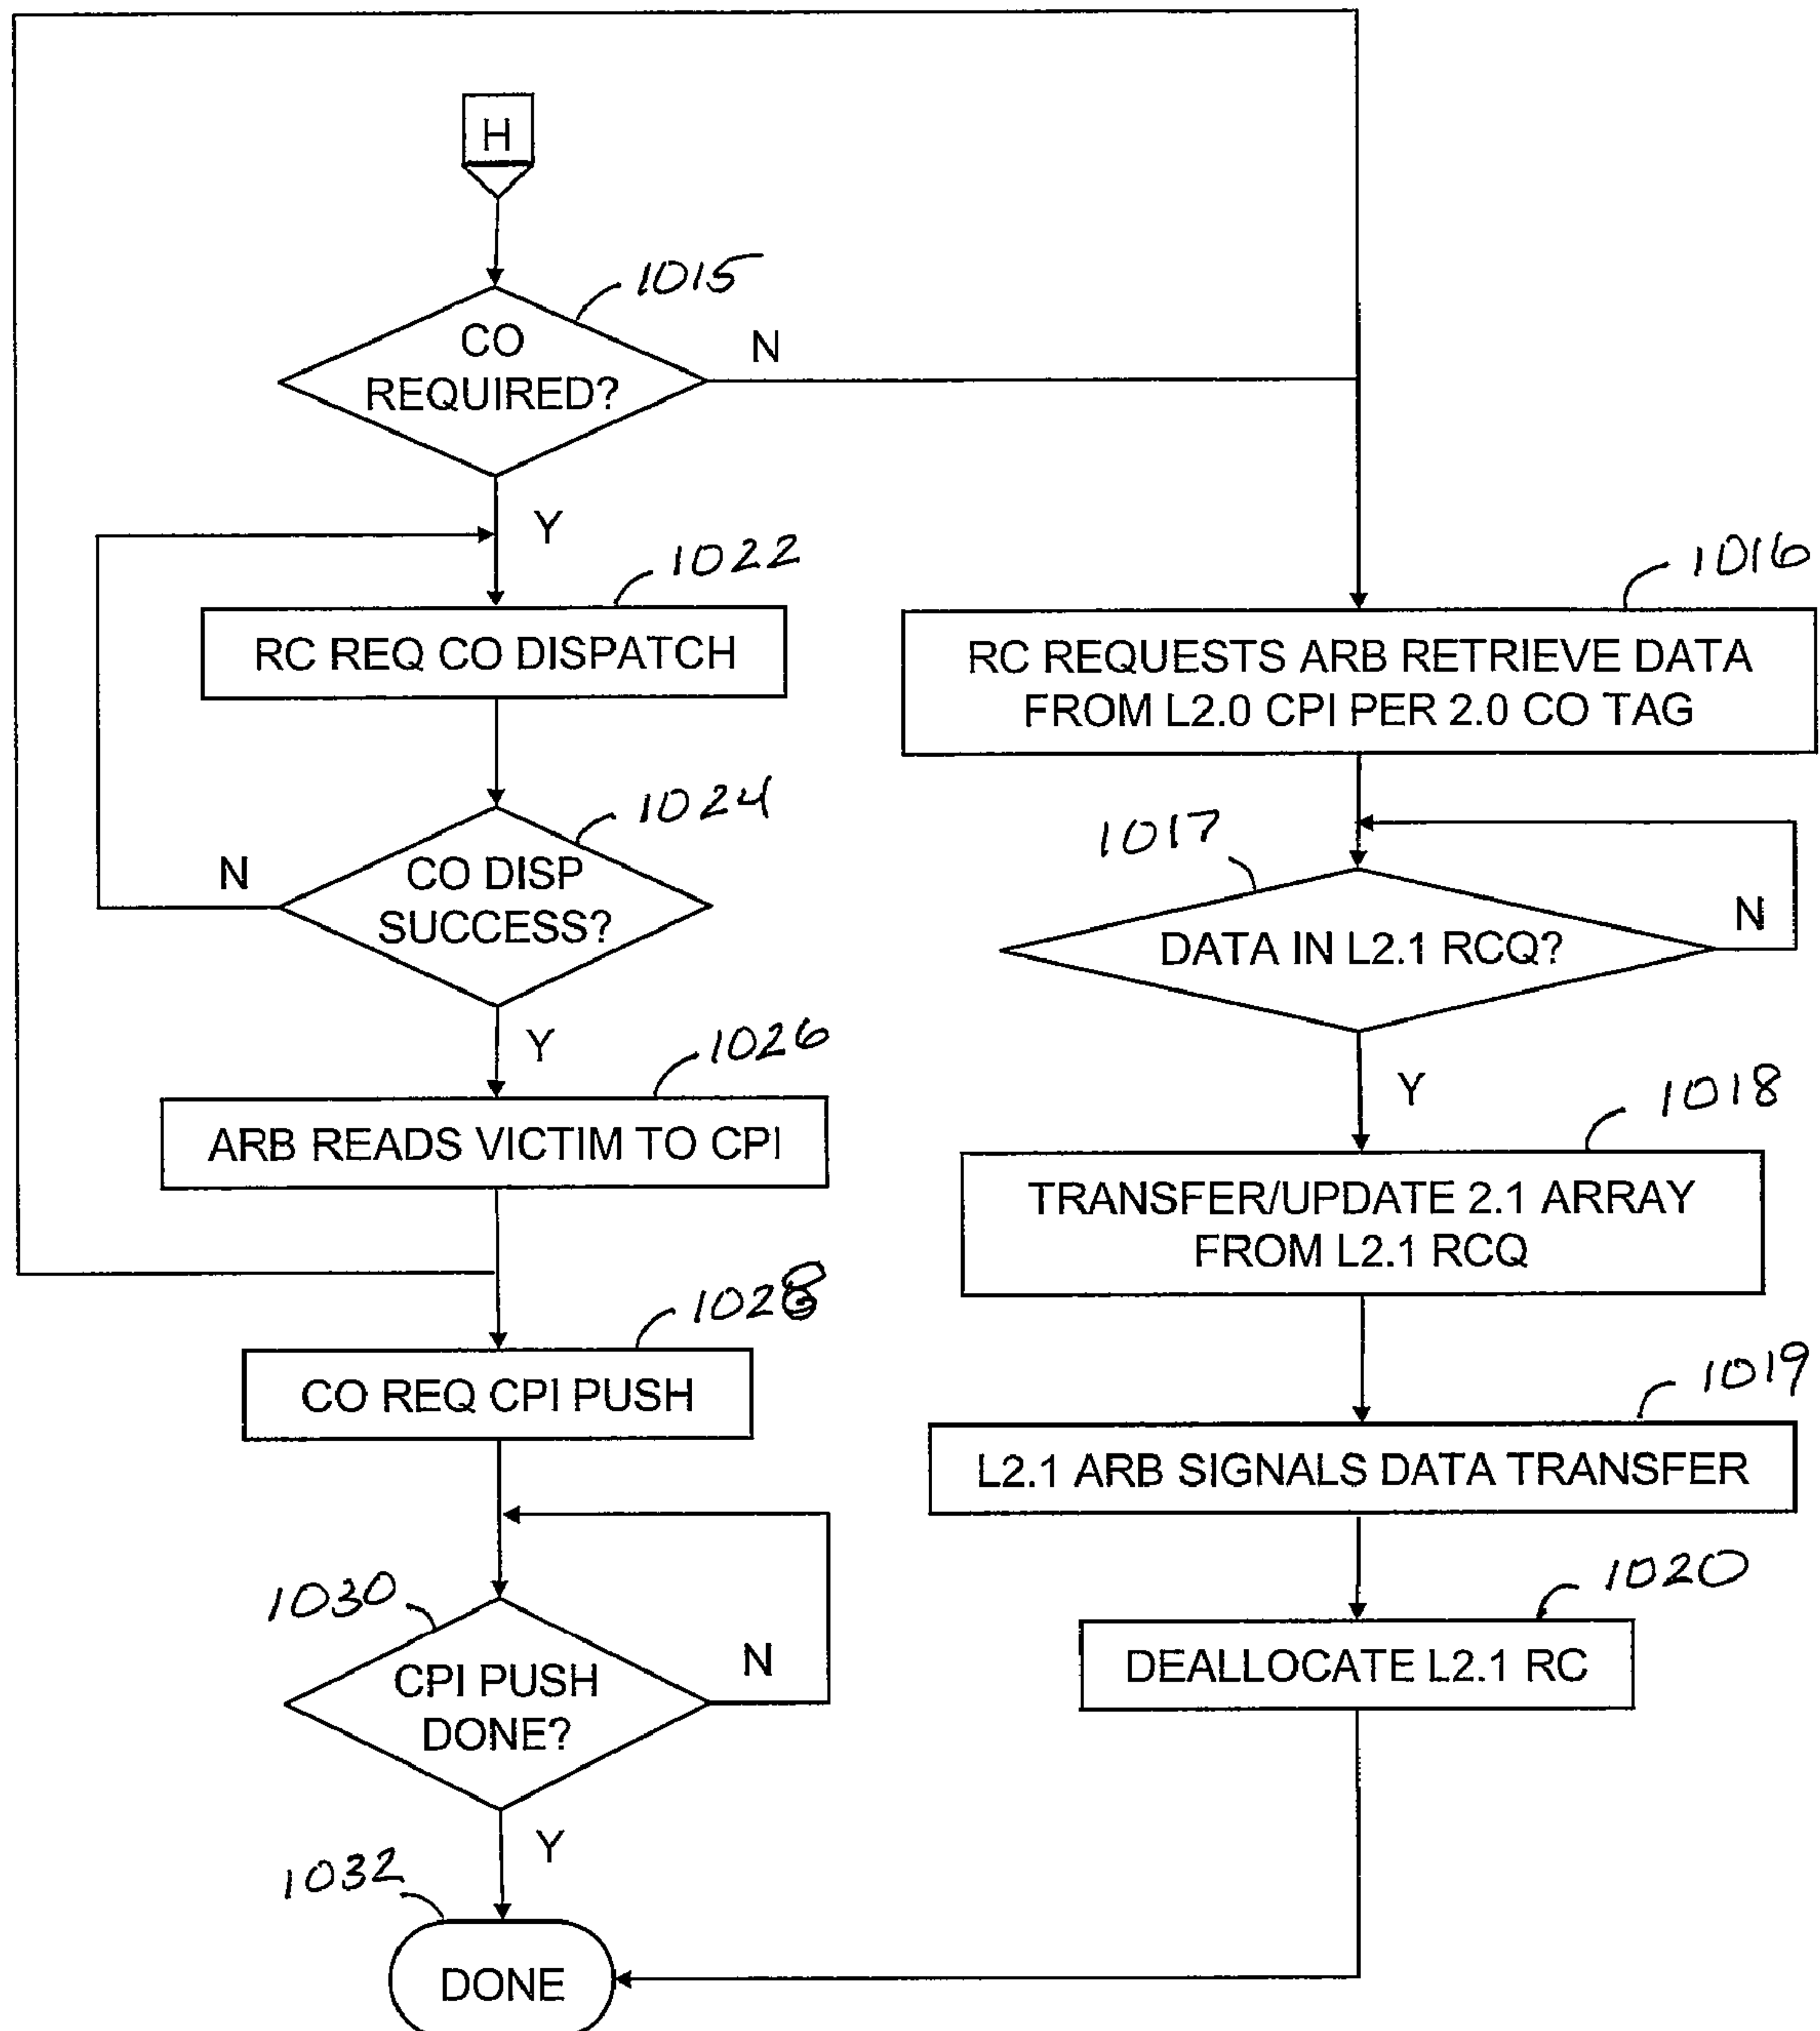 H
1015
CO
REQUIRED?
N
Y
1022
RC REQ CO DISPATCH
1024
CO DISP
SUCCESS?
N
Y
1026
ARB READS VICTIM TO CPI
1028
CO REQ CPI PUSH
1030
CPI PUSH
DONE?
N
Y
1032
DONE
1016
RC REQUESTS ARB RETRIEVE DATA
FROM L2.0 CPI PER 2.0 CO TAG
1017
DATA IN L2.1 RCQ?
N
Y
1018
TRANSFER/UPDATE 2.1 ARRAY
FROM L2.1 RCQ
1019
L2.1 ARB SIGNALS DATA TRANSFER
1020
DEALLOCATE L2.1 RC